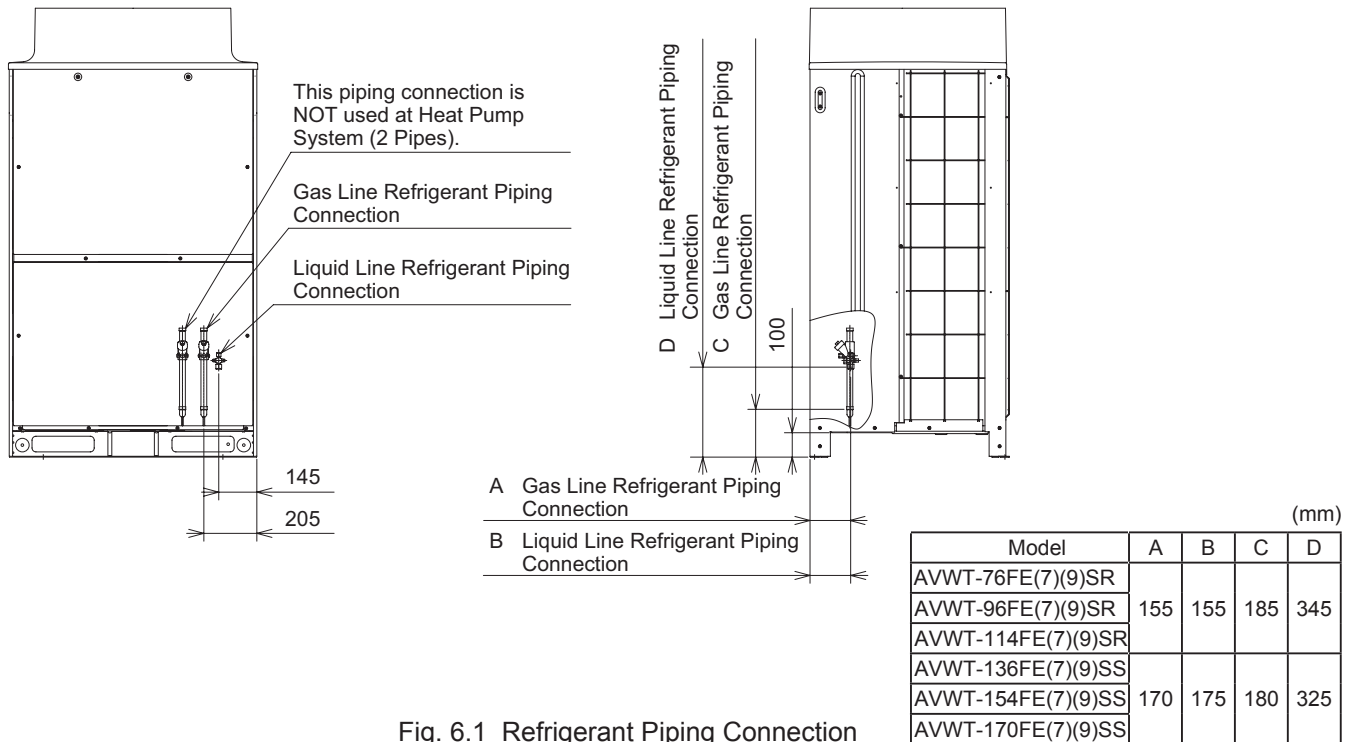 This piping connection is
NOT used at Heat Pump
System (2 Pipes).
Gas Line Refrigerant Piping
Connection
Liquid Line Refrigerant Piping
Connection
145
205
D Liquid Line Refrigerant Piping
Connection
C Gas Line Refrigerant Piping
Connection
100
A Gas Line Refrigerant Piping
Connection
B Liquid Line Refrigerant Piping
Connection
(mm)
Model A B C D
AVWT-76FE(7)(9)SR
AVWT-96FE(7)(9)SR 155 155 185 345
AVWT-114FE(7)(9)SR
AVWT-136FE(7)(9)SS
AVWT-154FE(7)(9)SS 170 175 180 325
AVWT-170FE(7)(9)SS
Fig. 6.1 Refrigerant Piping Connection